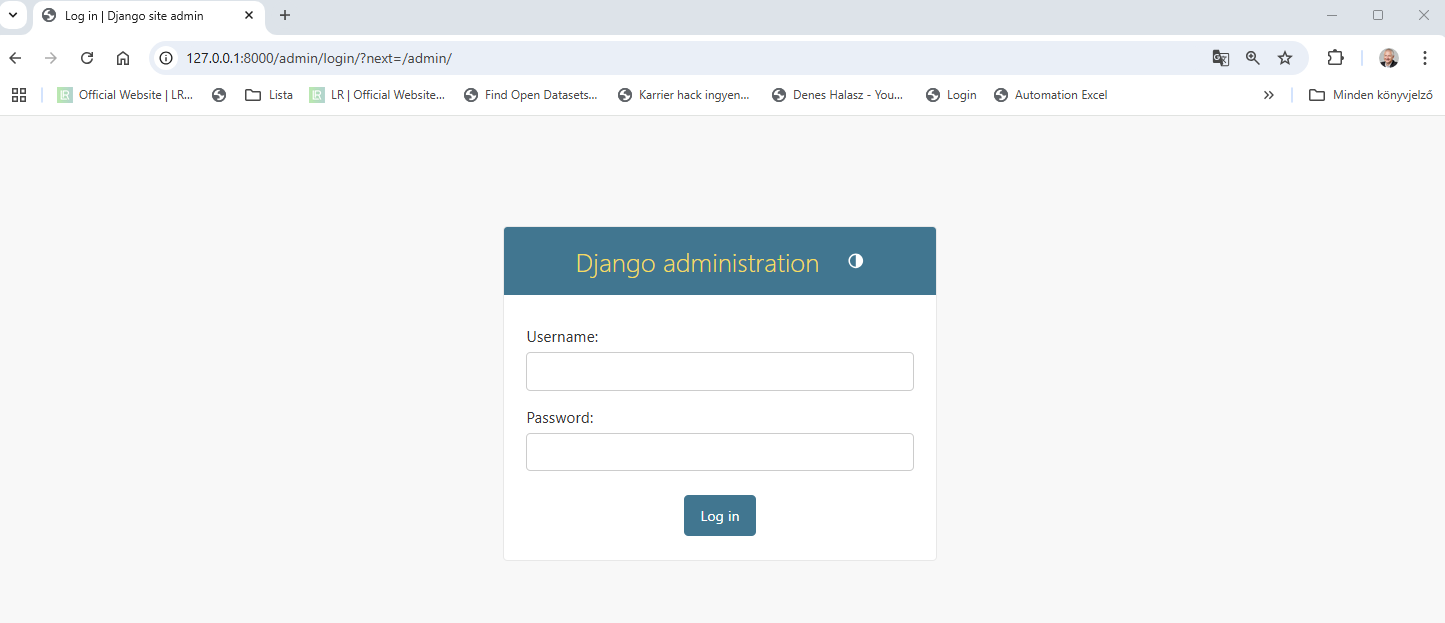 Log in | Django site admin
127.0.0.1:8000/admin/login/?next=/admin/
Official Website | LR... Lista LR | Official Website... Find Open Datasets... Karrier hack ingyen... Denes Halasz - You... Login Automation Excel » Minden könyvjelző
Django administration
Username:
Password:
Log in